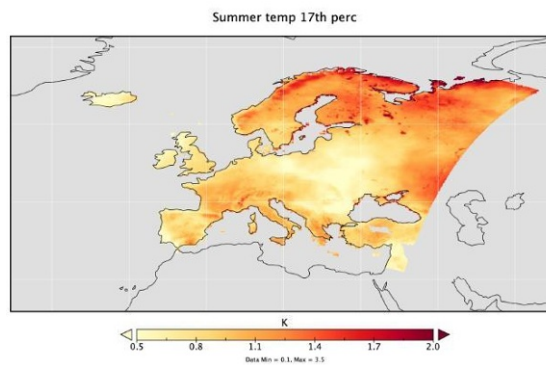 Summer temp 17th perc
K
0.5 0.8 1.1 1.4 1.7 2.0
Data Min = 0.1, Max = 3.5